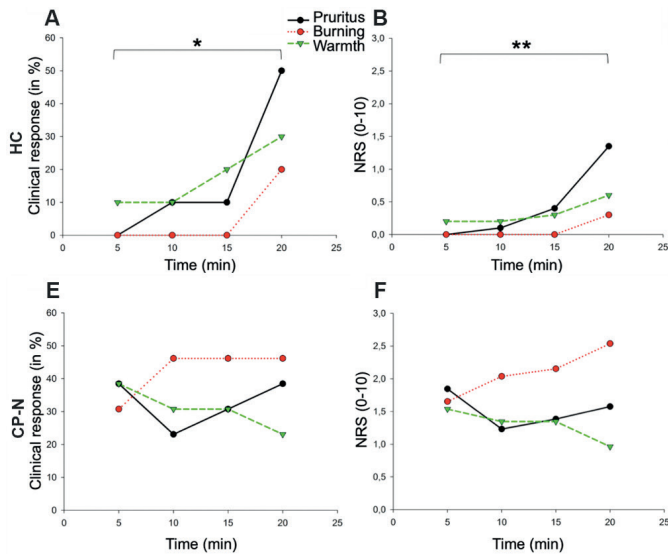 A
B
Pruritus
Burning
Warmth
*
**
HC
Clinical response (in %)
60
50
40
30
20
10
0
0 5 10 15 20 25
Time (min)
NRS (0-10)
3,0
2,5
2,0
1,5
1,0
0,5
0,0
0 5 10 15 20 25
Time (min)
E
F
CP-N
Clinical response (in %)
60
50
40
30
20
10
0
0 5 10 15 20 25
Time (min)
NRS (0-10)
3,0
2,5
2,0
1,5
1,0
0,5
0,0
0 5 10 15 20 25
Time (min)